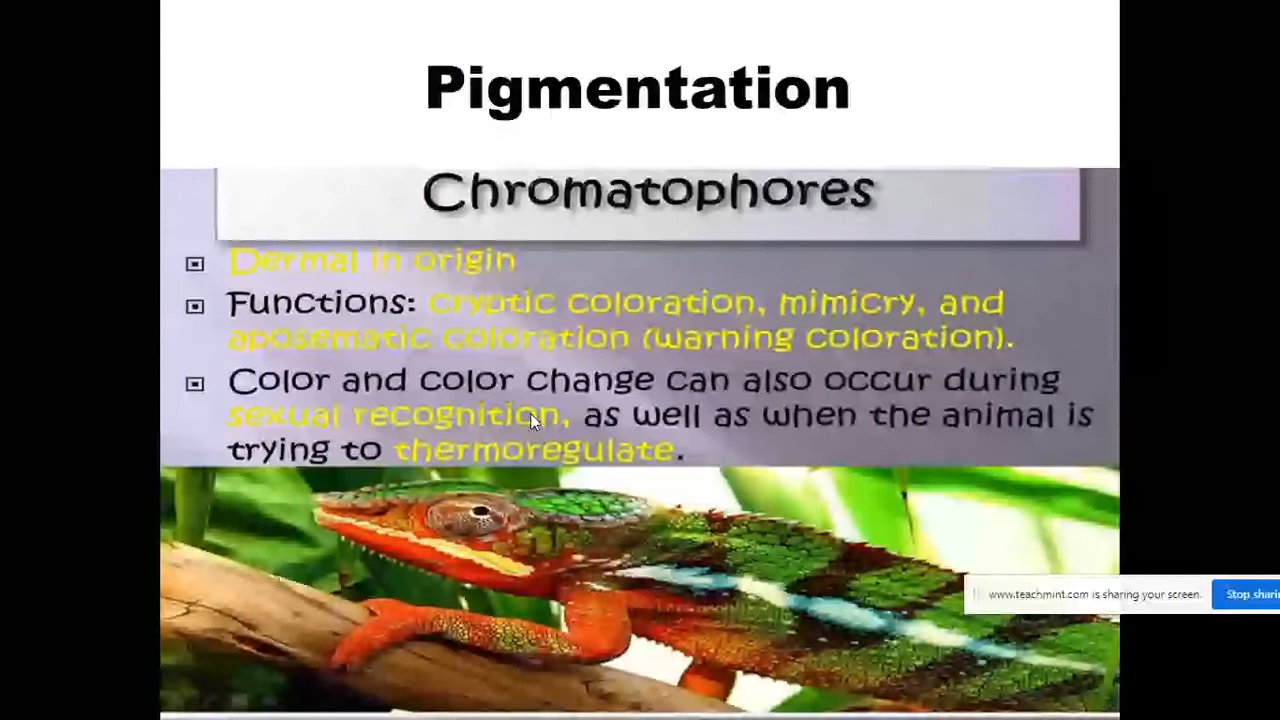 Pigmentation
Chromatophores
Dermal in origin
Functions: cryptic coloration, mimicry, and
aposematic coloration (warning coloration).
Color and color change can also occur during
sexual recognition, as well as when the animal is
trying to thermoregulate.
www.teachmint.com is sharing your screen.
Stop sharin